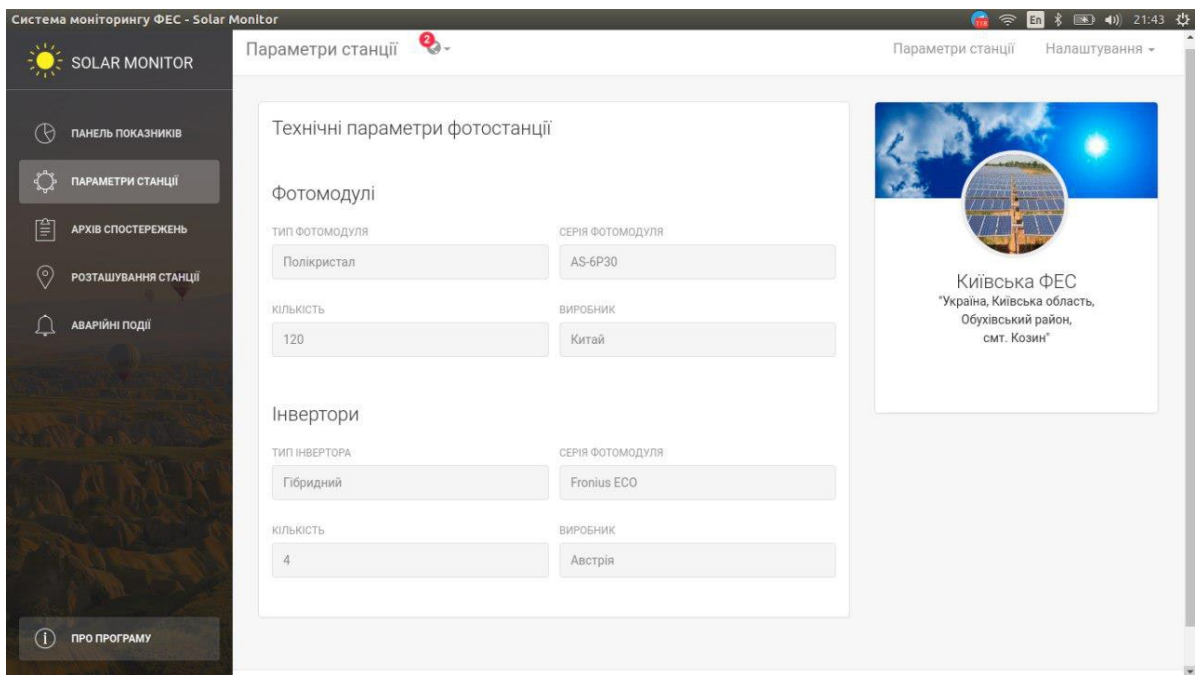 Система моніторингу ФЕС - Solar Monitor
En
21:43
SOLAR MONITOR
Параметри станції
2
Параметри станції
Налаштування
ПАНЕЛЬ ПОКАЗНИКІВ
ПАРАМЕТРИ СТАНЦІЇ
АРХІВ СПОСТЕРЕЖЕНЬ
РОЗТАШУВАННЯ СТАНЦІЇ
АВАРІЙНІ ПОДІЇ
ПРО ПРОГРАМУ
Технічні параметри фотостанції
Фотомодулі
ТИП ФОТОМОДУЛЯ
СЕРІЯ ФОТОМОДУЛЯ
Полікристал
AS-6P30
КІЛЬКІСТЬ
ВИРОБНИК
120
Китай
Інвертори
ТИП ІНВЕРТОРА
СЕРІЯ ФОТОМОДУЛЯ
Гібридний
Fronius ECO
КІЛЬКІСТЬ
ВИРОБНИК
4
Австрія
Київська ФЕС
"Україна, Київська область,
Обухівський район,
смт. Козин"